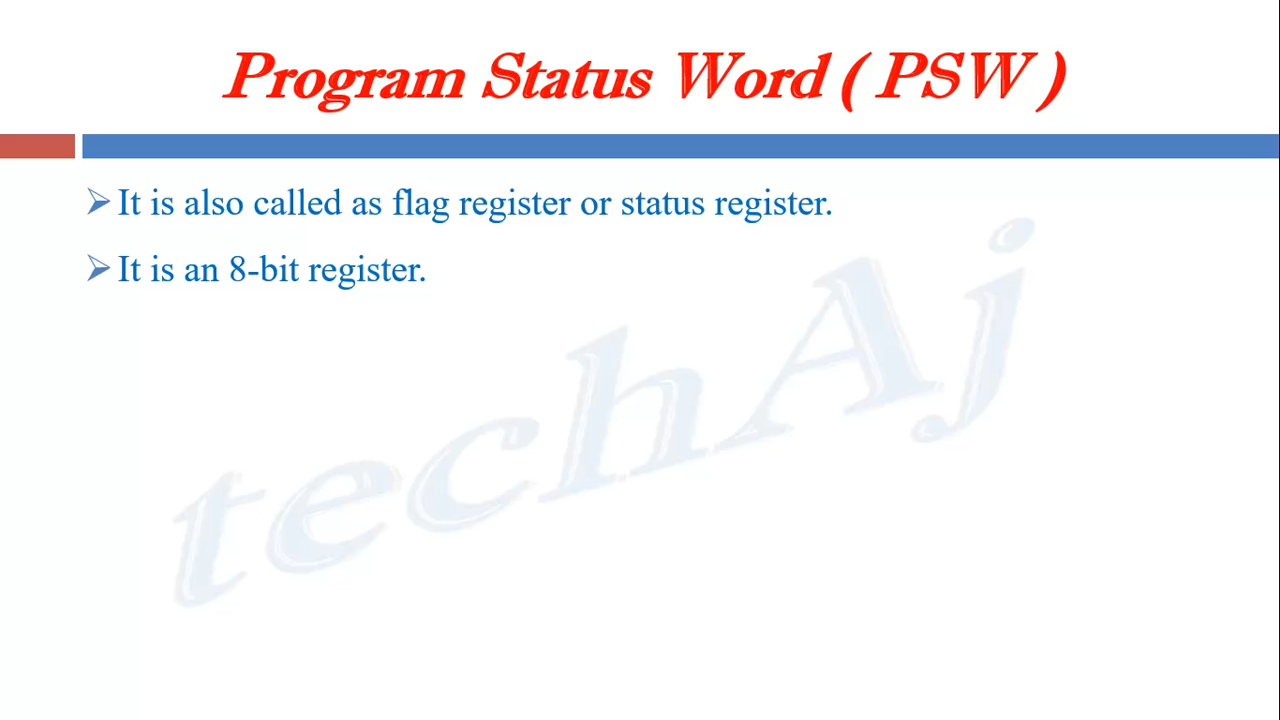 Program Status Word ( PSW )
It is also called as flag register or status register.
It is an 8-bit register.
techAj